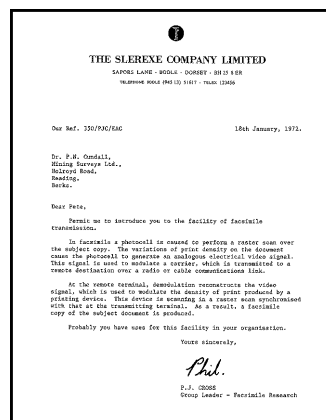 THE SLEREXE COMPANY LIMITED
SAPORS LANE - BOOLE - DORSET - BH 25 8 ER
TELEPHONE BOOLE (945 13) 51617 - TELEX 123456
Our Ref. 350/PJC/EAC
18th January, 1972.
Dr. P.N. Cundall,
Mining Surveys Ltd.,
Holroyd Road,
Reading,
Berks.
Dear Pete,
Permit me to introduce you to the facility of facsimile
transmission.
In facsimile a photocell is caused to perform a raster scan over
the subject copy. The variations of print density on the document
cause the photocell to generate an analogous electrical video signal.
This signal is used to modulate a carrier, which is transmitted to a
remote destination over a radio or cable communications link.
At the remote terminal, demodulation reconstructs the video
signal, which is used to modulate the density of print produced by a
printing device. This device is scanning in a raster scan synchronised
with that at the transmitting terminal. As a result, a facsimile
copy of the subject document is produced.
Probably you have uses for this facility in your organisation.
Yours sincerely,
Phil.
P.J. CROSS
Group Leader - Facsimile Research